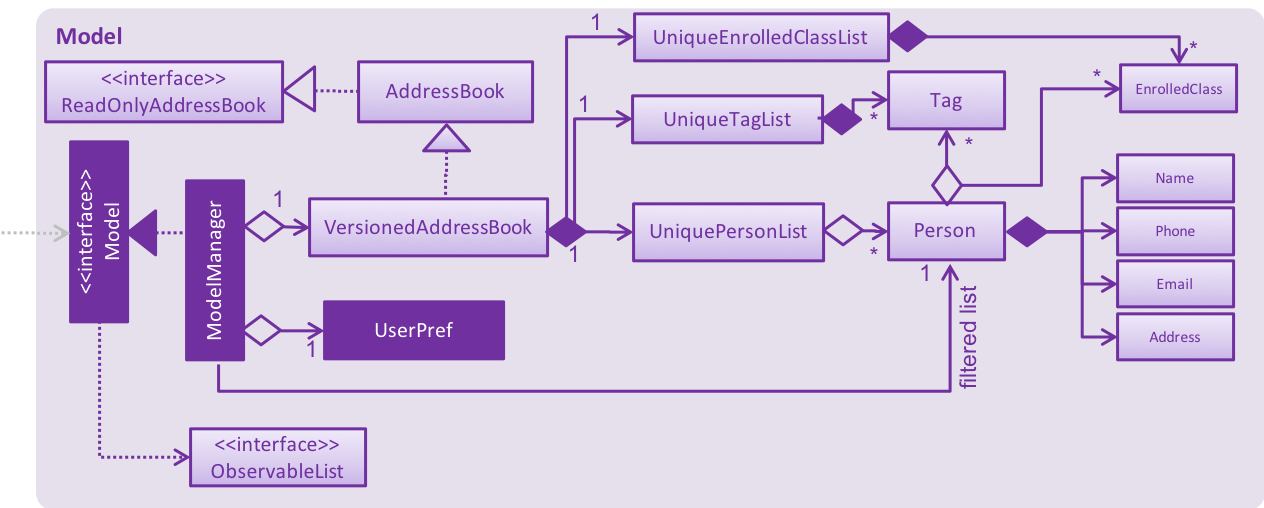 Model
<<interface>>
ReadOnlyAddressBook
AddressBook
1
UniqueEnrolledClassList
*
EnrolledClass
*
1
UniqueTagList
*
Tag
*
<<interface>>
Model
ModelManager
1
VersionedAddressBook
1
UniquePersonList
*
Person
1
Name
Phone
Email
Address
1
UserPref
filtered list
<<interface>>
ObservableList